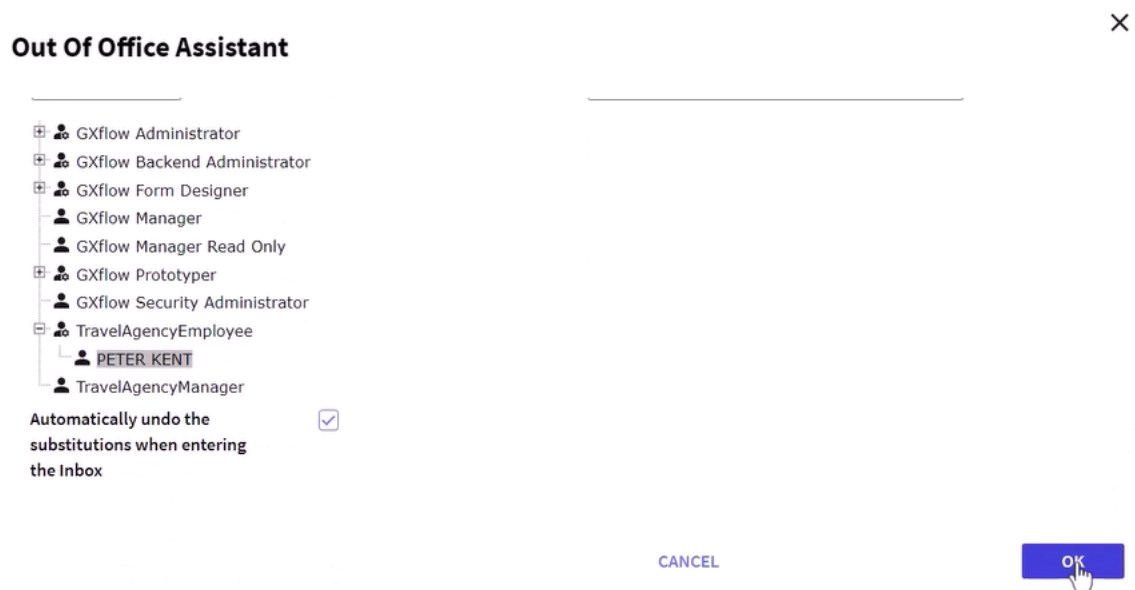 Out Of Office Assistant
GXflow Administrator
GXflow Backend Administrator
GXflow Form Designer
GXflow Manager
GXflow Manager Read Only
GXflow Prototyper
GXflow Security Administrator
TravelAgencyEmployee
PETER KENT
TravelAgencyManager
Automatically undo the
substitutions when entering
the Inbox
CANCEL
OK